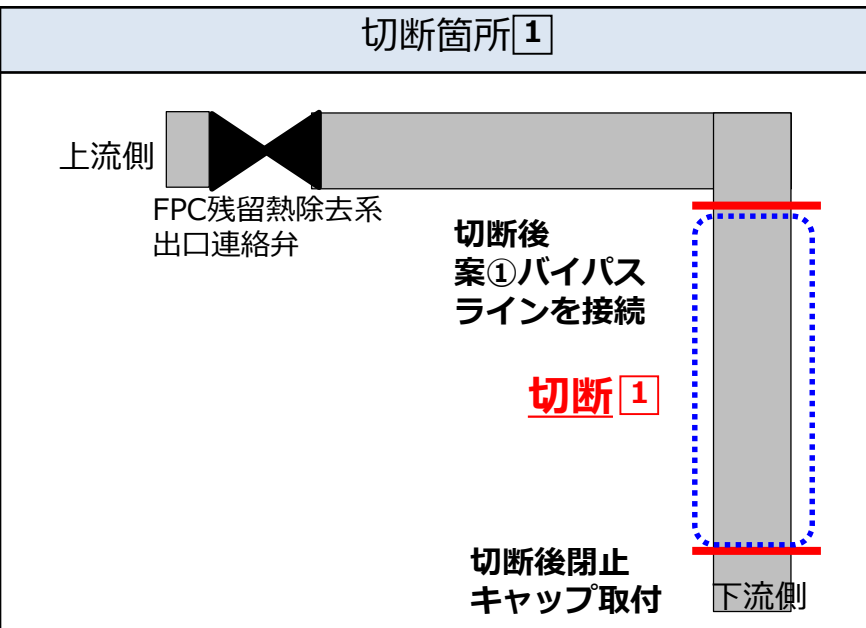 切断箇所1
上流側
FPC残留熱除去系
出口連絡弁
切断後
案①バイパス
ラインを接続
切断1
切断後閉止
キャップ取付
下流側